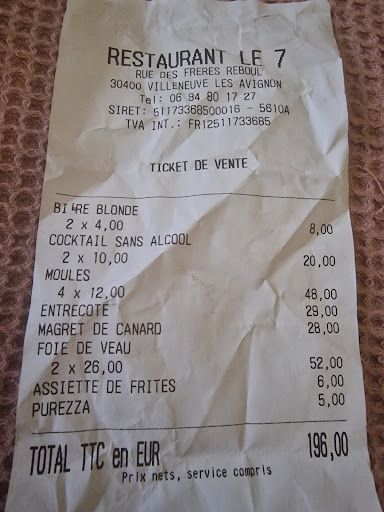 RESTAURANT LE 7
RUE DES FRERES REBOUL
30400 VILLENEUVE LES AVIGNON
Tel: 06 84 80 17 27
SIRET: 51173368500016 - 5610A
TVA INT.: FR12511733685
TICKET DE VENTE
BIÈRE BLONDE
2 x 4,00 8,00
COCKTAIL SANS ALCOOL
2 x 10,00 20,00
MOULES
4 x 12,00 48,00
ENTRECOTE 29,00
MAGRET DE CANARD 28,00
FOIE DE VEAU
2 x 26,00 52,00
ASSIETTE DE FRITES 6,00
PUREZZA 5,00
TOTAL TTC en EUR 196,00
Prix nets, service compris